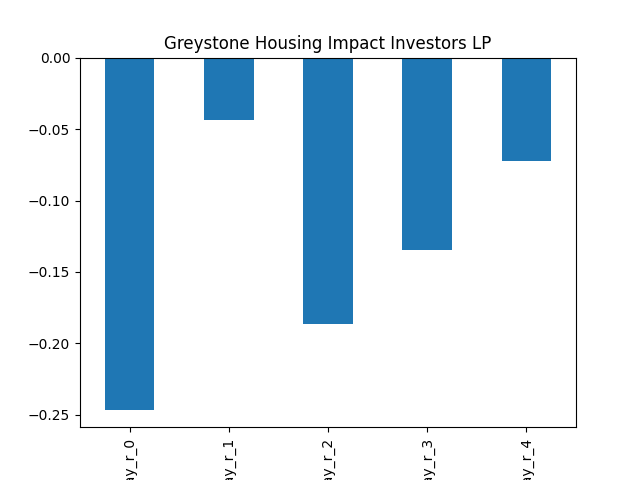 Greystone Housing Impact Investors LP
0.00
−0.05
−0.10
−0.15
−0.20
−0.25
ay_r_0
ay_r_1
ay_r_2
ay_r_3
ay_r_4